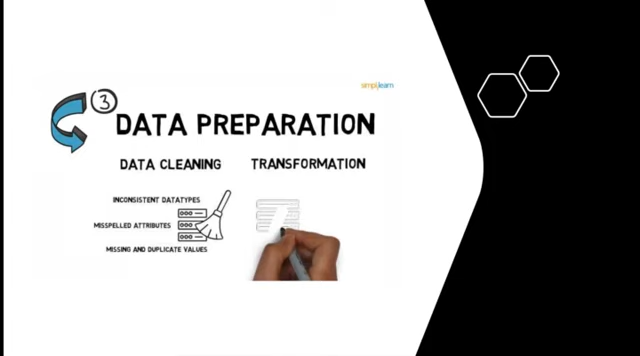 simplilearn
3
DATA PREPARATION
DATA CLEANING
TRANSFORMATION
INCONSISTENT DATATYPES
MISSPELLED ATTRIBUTES
MISSING AND DUPLICATE VALUES